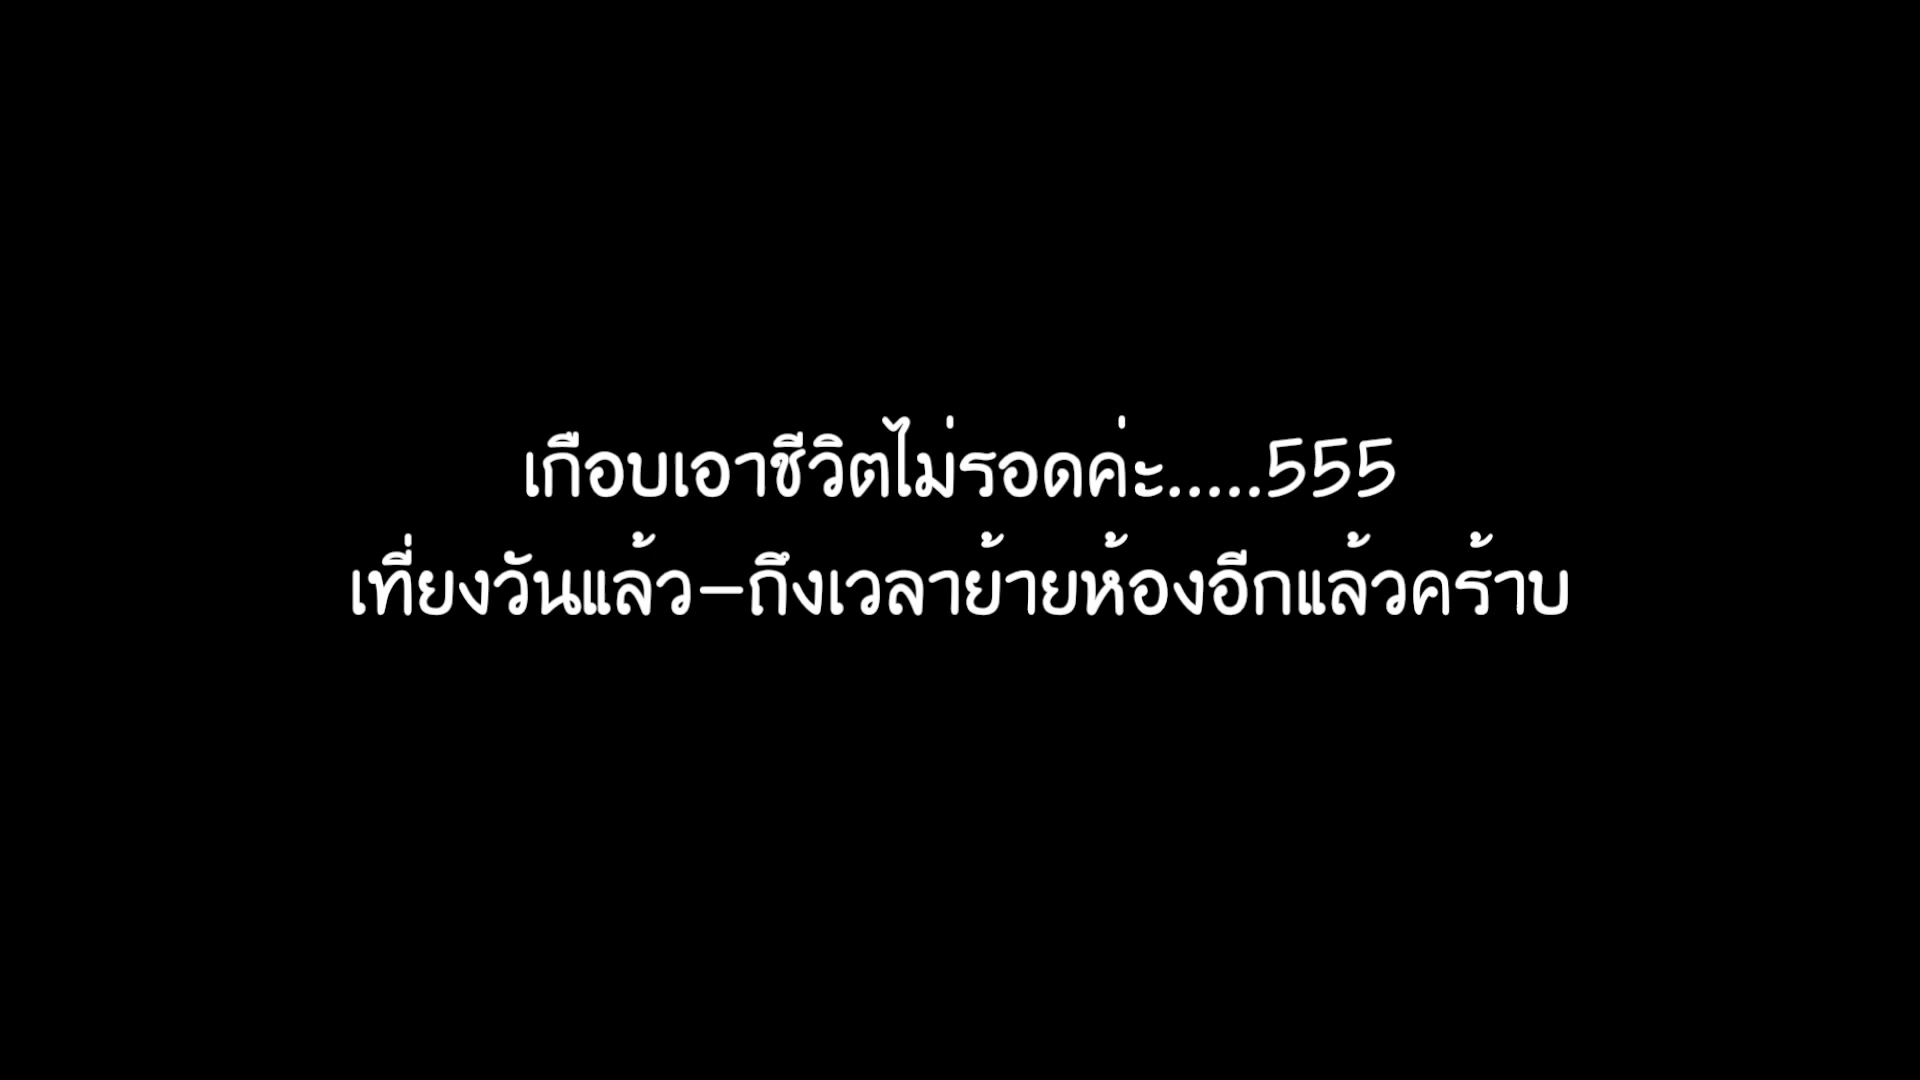 เกือบเอาชีวิตไม่รอดค่ะ.....555
เที่ยงวันแล้ว-ถึงเวลาย้ายห้องอีกแล้วคร้าบ